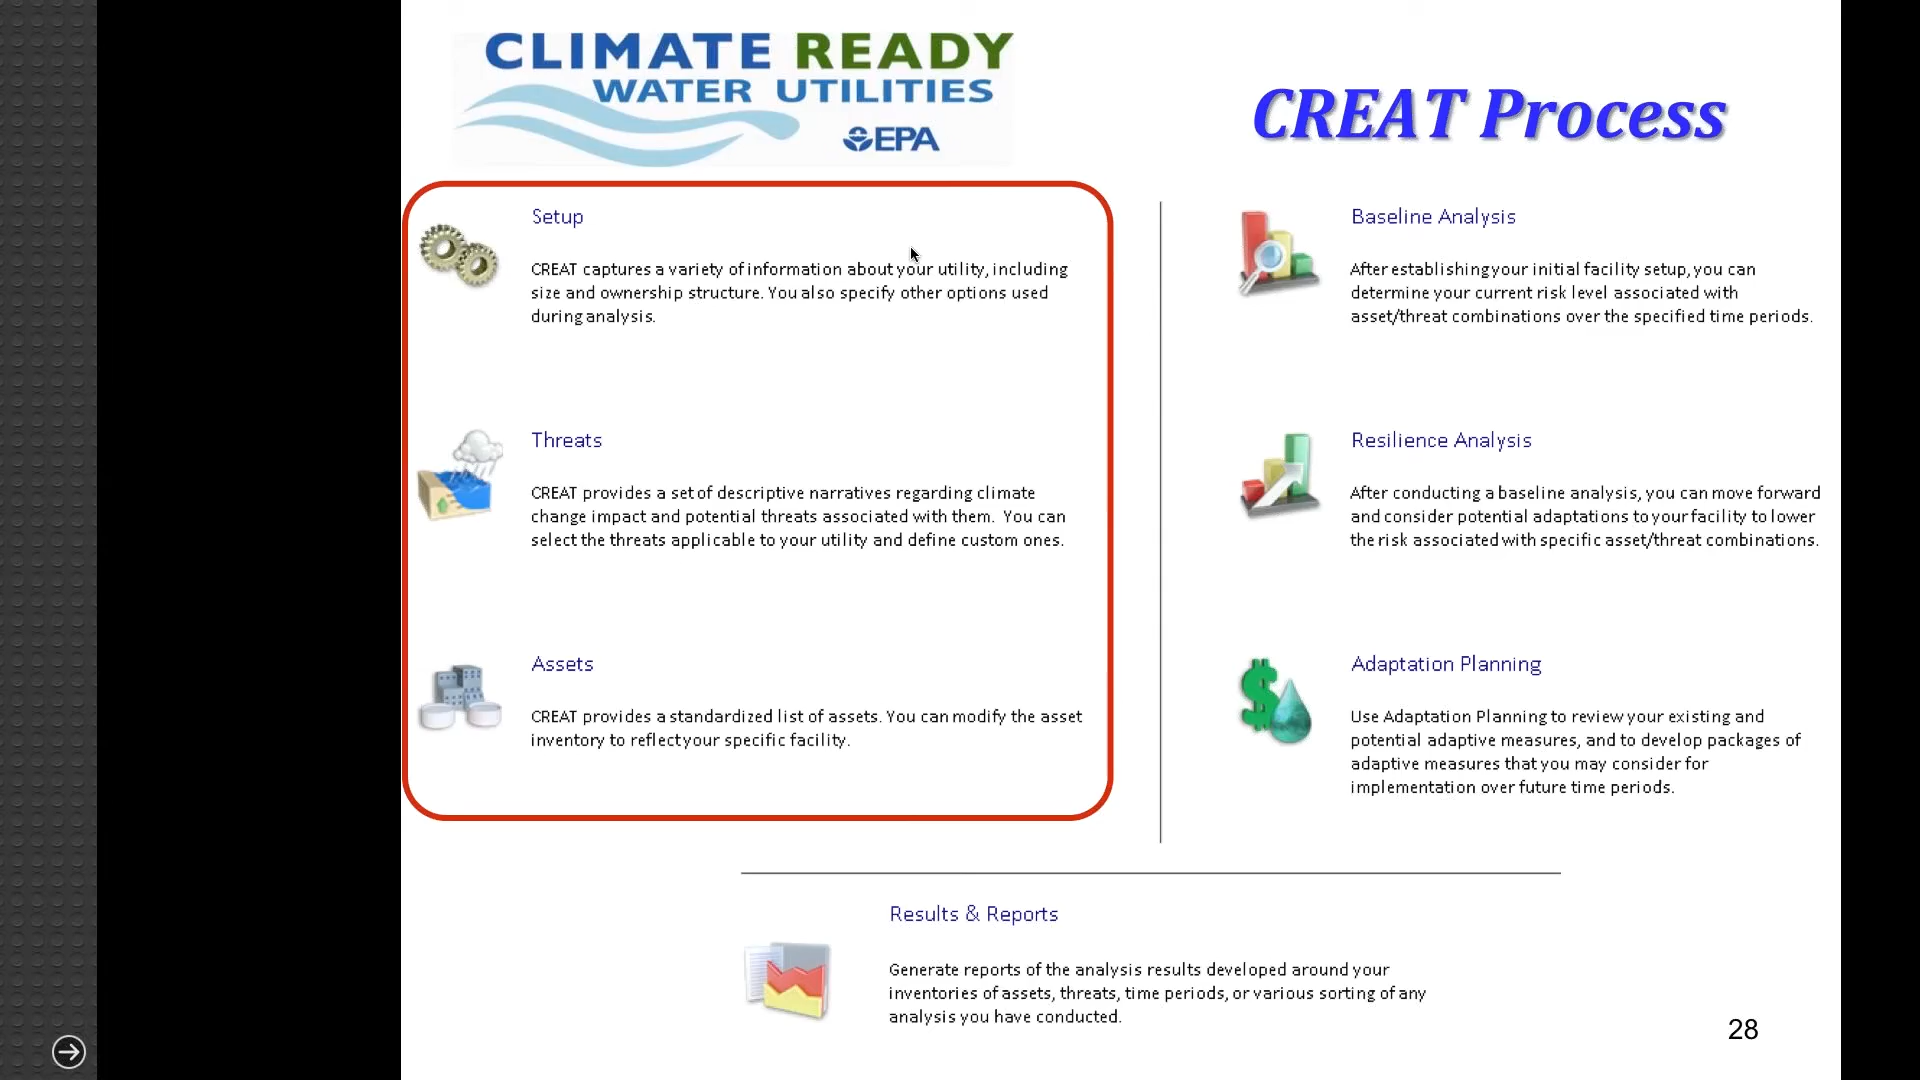 CLIMATE READY
WATER UTILITIES
EPA
CREAT Process
Setup
CREAT captures a variety of information about your utility, including
size and ownership structure. You also specify other options used
during analysis.
Threats
CREAT provides a set of descriptive narratives regarding climate
change impact and potential threats associated with them. You can
select the threats applicable to your utility and define custom ones.
Assets
CREAT provides a standardized list of assets. You can modify the asset
inventory to reflect your specific facility.
Baseline Analysis
After establishing your initial facility setup, you can
determine your current risk level associated with
asset/threat combinations over the specified time periods.
Resilience Analysis
After conducting a baseline analysis, you can move forward
and consider potential adaptations to your facility to lower
the risk associated with specific asset/threat combinations.
Adaptation Planning
Use Adaptation Planning to review your existing and
potential adaptive measures, and to develop packages of
adaptive measures that you may consider for
implementation over future time periods.
Results & Reports
Generate reports of the analysis results developed around your
inventories of assets, threats, time periods, or various sorting of any
analysis you have conducted.
28